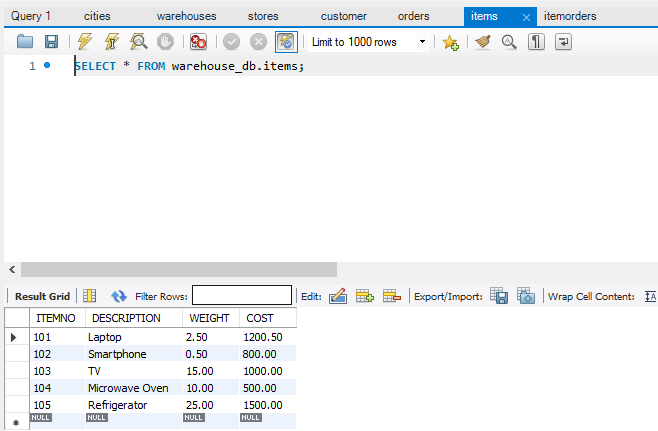 Query 1 cities warehouses stores customer orders items itemorders
Limit to 1000 rows
1 SELECT * FROM warehouse_db.items;
Result Grid Filter Rows: Edit: Export/Import: Wrap Cell Content:
ITEMNO DESCRIPTION WEIGHT COST
101 Laptop 2.50 1200.50
102 Smartphone 0.50 800.00
103 TV 15.00 1000.00
104 Microwave Oven 10.00 500.00
105 Refrigerator 25.00 1500.00
NULL NULL NULL NULL